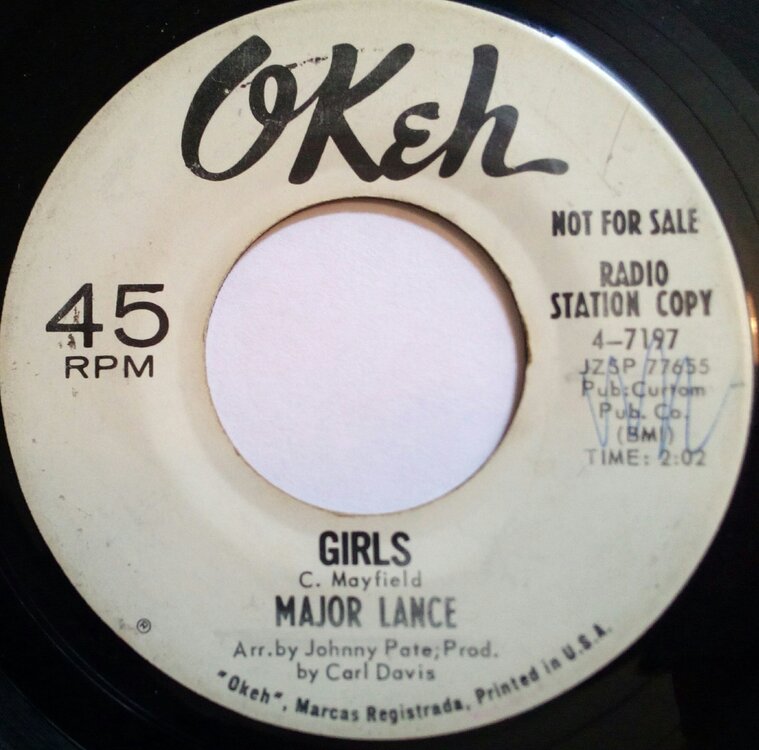 OKeh
NOT FOR SALE
RADIO
STATION COPY
4-7197
JZSP 77655
Pub: Curtom
Pub. Co.
(BMI)
TIME: 2:02
45
RPM
GIRLS
C. Mayfield
MAJOR LANCE
Arr. by Johnny Pate; Prod.
by Carl Davis
®
"Okeh", Marcas Registrada, Printed in U.S.A.